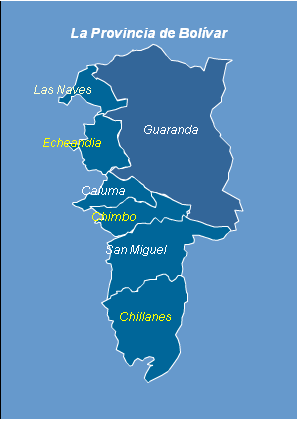 La Provincia de Bolívar
Las Naves
Guaranda
Echeandía
Caluma
Chimbo
San Miguel
Chillanes